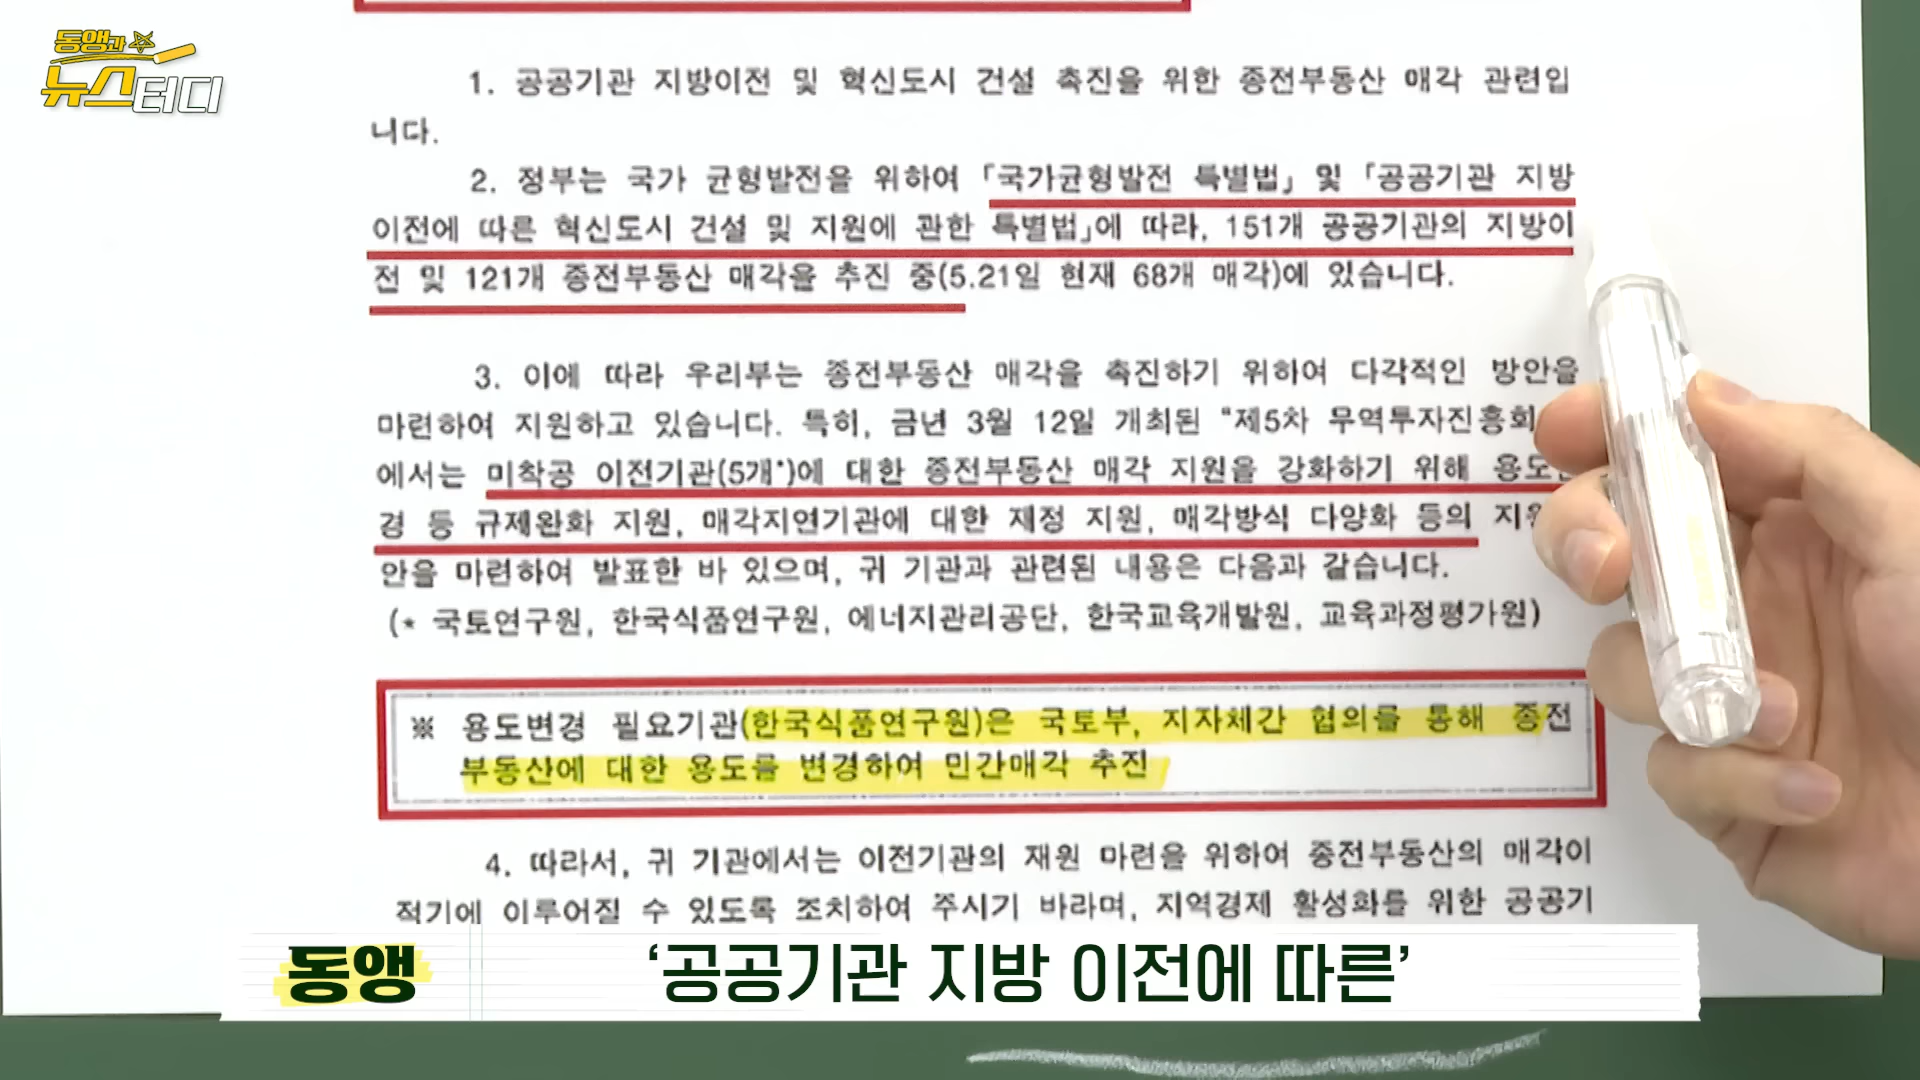 동앵과
뉴스터디
1. 공공기관 지방이전 및 혁신도시 건설 촉진을 위한 종전부동산 매각 관련입
니다.
2. 정부는 국가 균형발전을 위하여 「국가균형발전 특별법」 및 「공공기관 지방
이전에 따른 혁신도시 건설 및 지원에 관한 특별법」에 따라, 151개 공공기관의 지방이
전 및 121개 종전부동산 매각을 추진 중(5.21일 현재 68개 매각)에 있습니다.
3. 이에 따라 우리부는 종전부동산 매각을 촉진하기 위하여 다각적인 방안을
마련하여 지원하고 있습니다. 특히, 금년 3월 12일 개최된 "제5차 무역투자진흥회
에서는 미착공 이전기관(5개*)에 대한 종전부동산 매각 지원을 강화하기 위해 용도
경 등 규제완화 지원, 매각지연기관에 대한 재정 지원, 매각방식 다양화 등의 지원
안을 마련하여 발표한 바 있으며, 귀 기관과 관련된 내용은 다음과 같습니다.
(* 국토연구원, 한국식품연구원, 에너지관리공단, 한국교육개발원, 교육과정평가원)
※ 용도변경 필요기관(한국식품연구원)은 국토부, 지자체간 협의를 통해 종전
부동산에 대한 용도를 변경하여 민간매각 추진
4. 따라서, 귀 기관에서는 이전기관의 재원 마련을 위하여 종전부동산의 매각이
적기에 이루어질 수 있도록 조치하여 주시기 바라며, 지역경제 활성화를 위한 공공기
동앵 '공공기관 지방 이전에 따른'